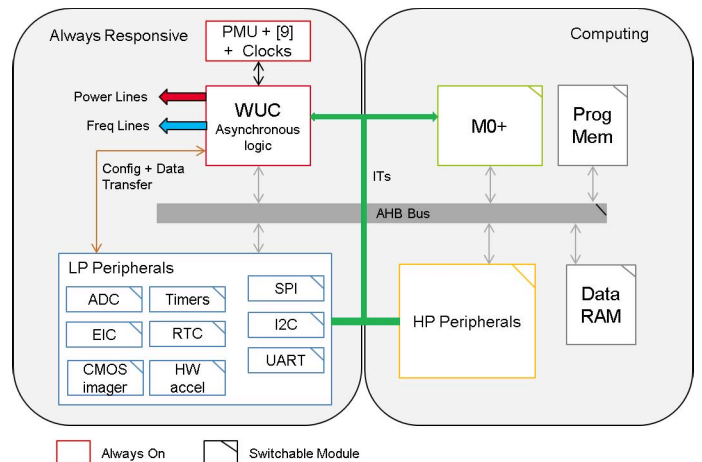 Always Responsive
PMU + [9]
+ Clocks
Computing
Power Lines
Freq Lines
WUC
Asynchronous
logic
M0+
Prog
Mem
Config + Data
Transfer
ITs
AHB Bus
LP Peripherals
ADC
Timers
SPI
EIC
RTC
I2C
CMOS
imager
HW
accel
UART
HP Peripherals
Data
RAM
Always On
Switchable Module